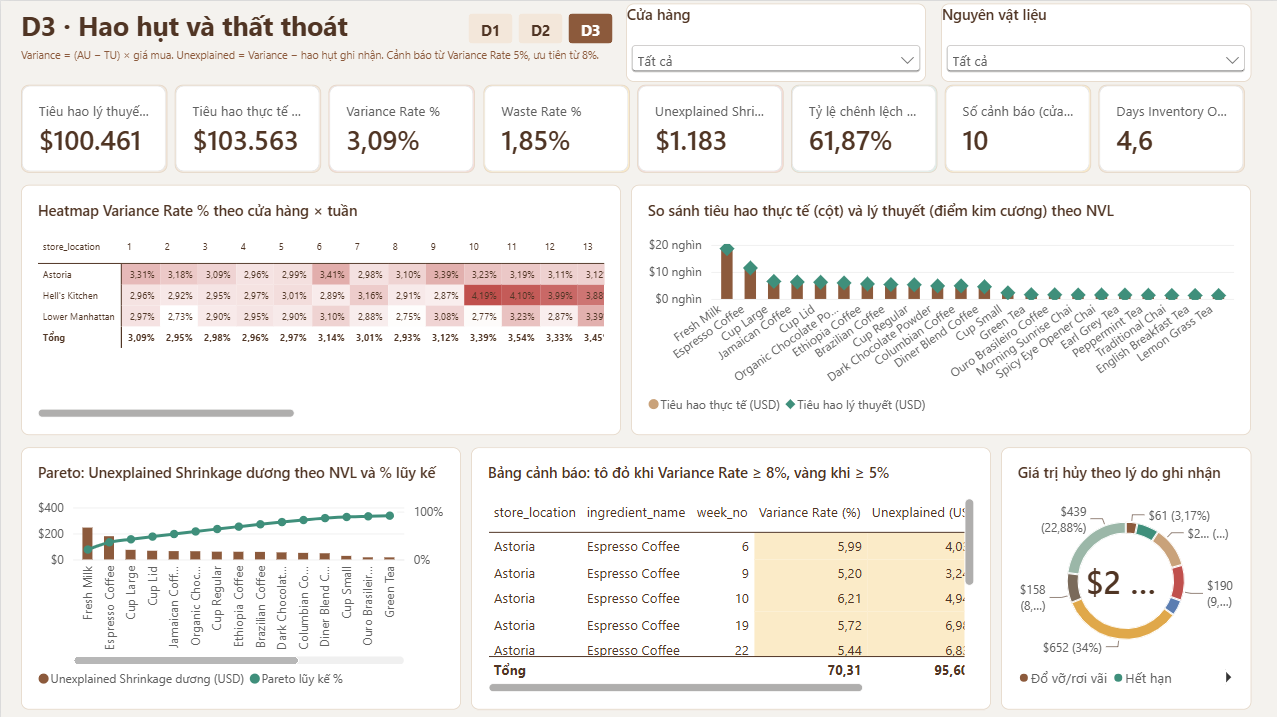 D3 · Hao hụt và thất thoát
Variance = (AU − TU) × giá mua. Unexplained = Variance − hao hụt ghi nhận. Cảnh báo từ Variance Rate 5%, ưu tiên từ 8%.
D1 D2 D3
Cửa hàng
Tất cả
Nguyên vật liệu
Tất cả
Tiêu hao lý thuyế...
$100.461
Tiêu hao thực tế ...
$103.563
Variance Rate %
3,09%
Waste Rate %
1,85%
Unexplained Shri...
$1.183
Tỷ lệ chênh lệch ...
61,87%
Số cảnh báo (cửa...
10
Days Inventory O...
4,6
Heatmap Variance Rate % theo cửa hàng × tuần
store_location 1 2 3 4 5 6 7 8 9 10 11 12 13
Astoria 3,31% 3,18% 3,09% 2,96% 2,99% 3,41% 2,98% 3,10% 3,39% 3,23% 3,19% 3,11% 3,12
Hell's Kitchen 2,96% 2,92% 2,95% 2,97% 3,01% 2,89% 3,16% 2,91% 2,87% 4,19% 4,10% 3,99% 3,88
Lower Manhattan 2,97% 2,73% 2,90% 2,95% 2,90% 3,10% 2,88% 2,75% 3,08% 2,77% 3,23% 2,87% 3,39
Tổng 3,09% 2,95% 2,98% 2,96% 2,97% 3,14% 3,01% 2,93% 3,12% 3,39% 3,54% 3,33% 3,45
So sánh tiêu hao thực tế (cột) và lý thuyết (điểm kim cương) theo NVL
$20 nghìn
$10 nghìn
$0 nghìn
Fresh Milk
Espresso Coffee
Cup Large
Jamaican Coffee
Cup Lid
Organic Chocolate Po...
Ethiopia Coffee
Brazilian Coffee
Cup Regular
Dark Chocolate Powder
Columbian Coffee
Diner Blend Coffee
Cup Small
Green Tea
Ouro Brasileiro Coffee
Morning Sunrise Chai
Spicy Eye Opener Chai
Earl Grey Tea
Peppermint Tea
Traditional Chai
English Breakfast Tea
Lemon Grass Tea
Tiêu hao thực tế (USD) Tiêu hao lý thuyết (USD)
Pareto: Unexplained Shrinkage dương theo NVL và % lũy kế
$400
$200
$0
100%
0%
Fresh Milk
Espresso Coffee
Cup Large
Cup Lid
Jamaican Coff...
Organic Choc...
Cup Regular
Ethiopia Coffee
Brazilian Coffee
Dark Chocolat...
Columbian Co...
Diner Blend C...
Cup Small
Ouro Brasileir...
Green Tea
Unexplained Shrinkage dương (USD) Pareto lũy kế %
Bảng cảnh báo: tô đỏ khi Variance Rate ≥ 8%, vàng khi ≥ 5%
store_location ingredient_name week_no Variance Rate (%) Unexplained (US
Astoria Espresso Coffee 6 5,99 4,0
Astoria Espresso Coffee 9 5,20 3,2
Astoria Espresso Coffee 10 6,21 4,9
Astoria Espresso Coffee 19 5,72 6,9
Astoria Espresso Coffee 22 5,44 6,8
Tổng 70,31 95,60
Giá trị hủy theo lý do ghi nhận
$439
(22,88%)
$61 (3,17%)
$2... (...)
$190
(9,...)
$158
(8,...)
$652 (34%)
$2 ...
Đổ vỡ/rơi vãi Hết hạn